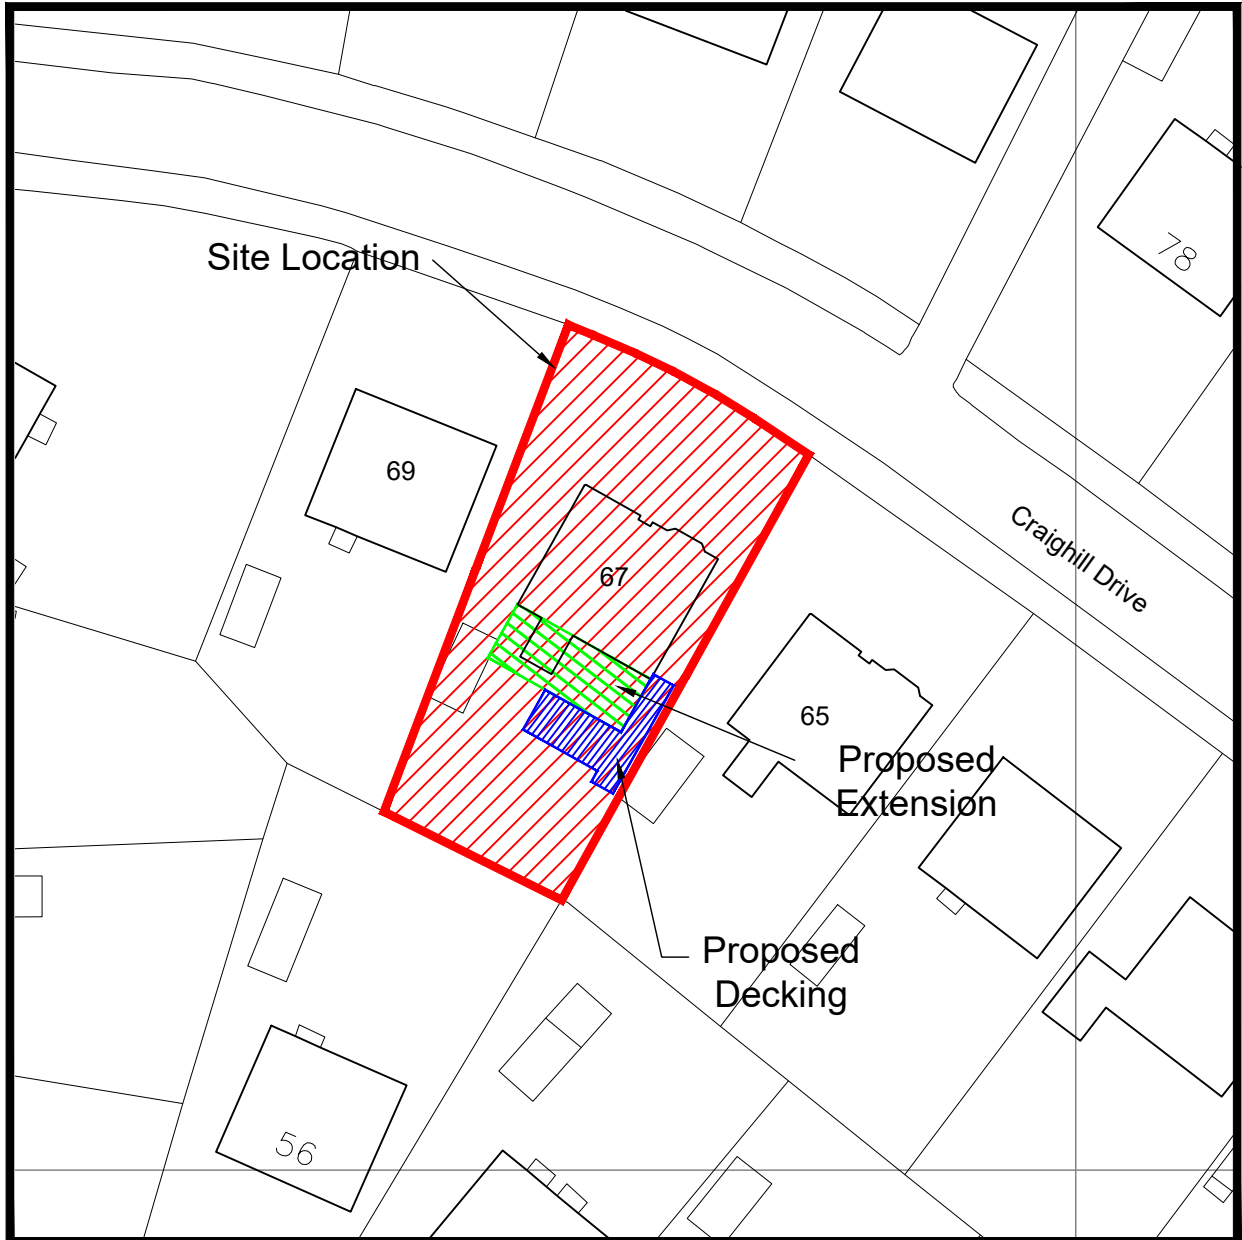 78
Site Location
69
Craighill Drive
67
65
Proposed
Extension
Proposed
Decking
56